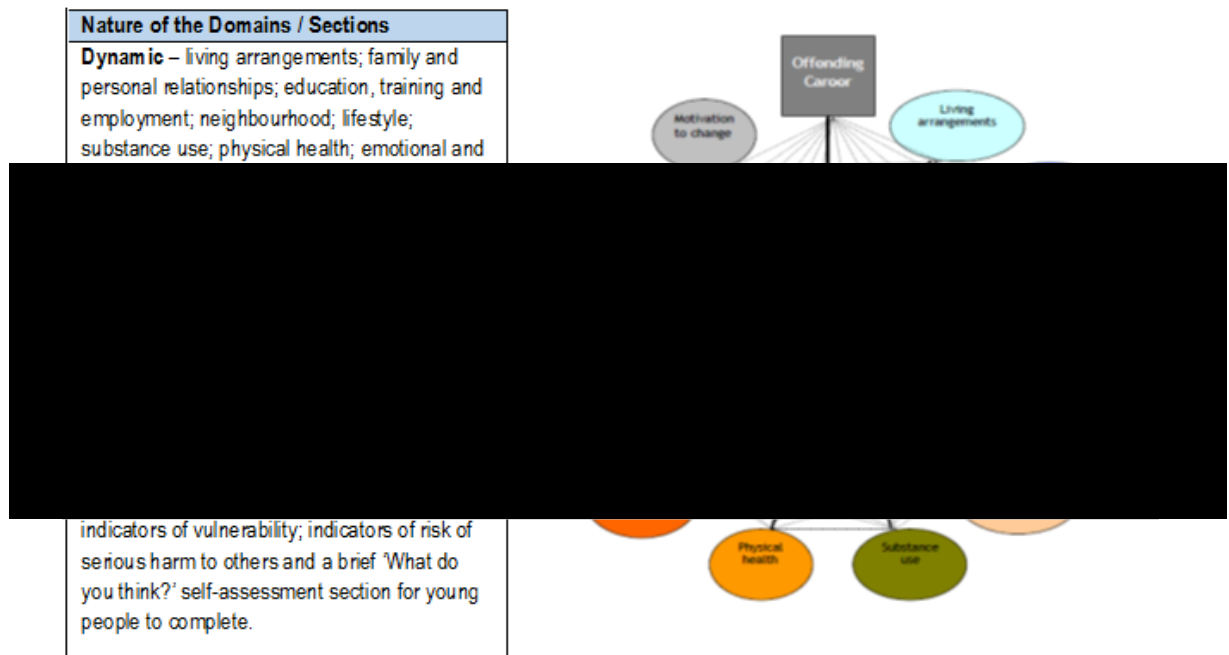 Nature of the Domains / Sections
Dynamic – living arrangements; family and
personal relationships; education, training and
employment; neighbourhood; lifestyle;
substance use; physical health; emotional and
indicators of vulnerability; indicators of risk of
serious harm to others and a brief ‘What do
you think?’ self-assessment section for young
people to complete.
Offending
Career
Motivation
to change
Living
arrangements
Physical
health
Substance
use